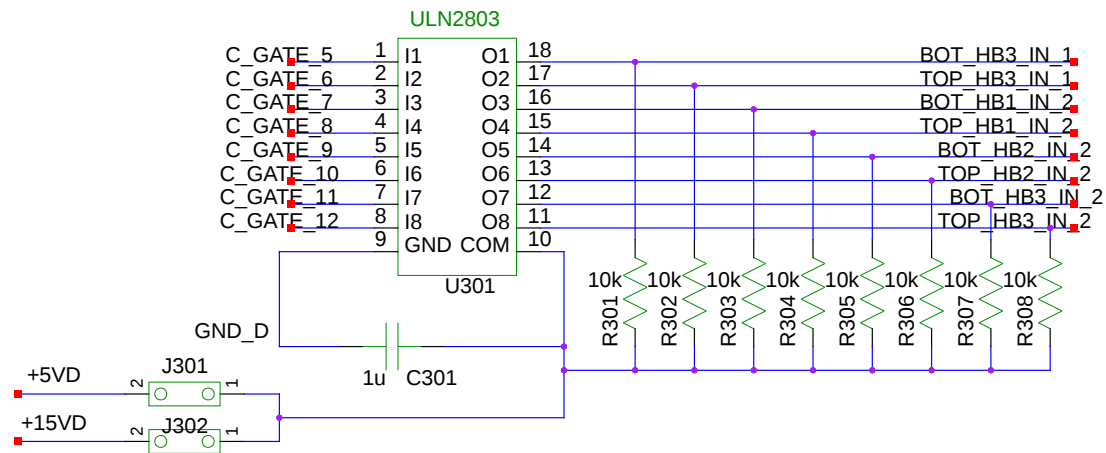 ULN2803
C_GATE_5 1 I1 O1 18 BOT_HB3_IN_1
C_GATE_6 2 I2 O2 17 TOP_HB3_IN_1
C_GATE_7 3 I3 O3 16 BOT_HB1_IN_2
C_GATE_8 4 I4 O4 15 TOP_HB1_IN_2
C_GATE_9 5 I5 O5 14 BOT_HB2_IN_2
C_GATE_10 6 I6 O6 13 TOP_HB2_IN_2
C_GATE_11 7 I7 O7 12 BOT_HB3_IN_2
C_GATE_12 8 I8 O8 11 TOP_HB3_IN_2
9 GND COM 10
U301
10k 10k 10k 10k 10k 10k 10k 10k
R301 R302 R303 R304 R305 R306 R307 R308
GND_D
1u C301
+5VD 2 J301 1
+15VD 2 J302 1